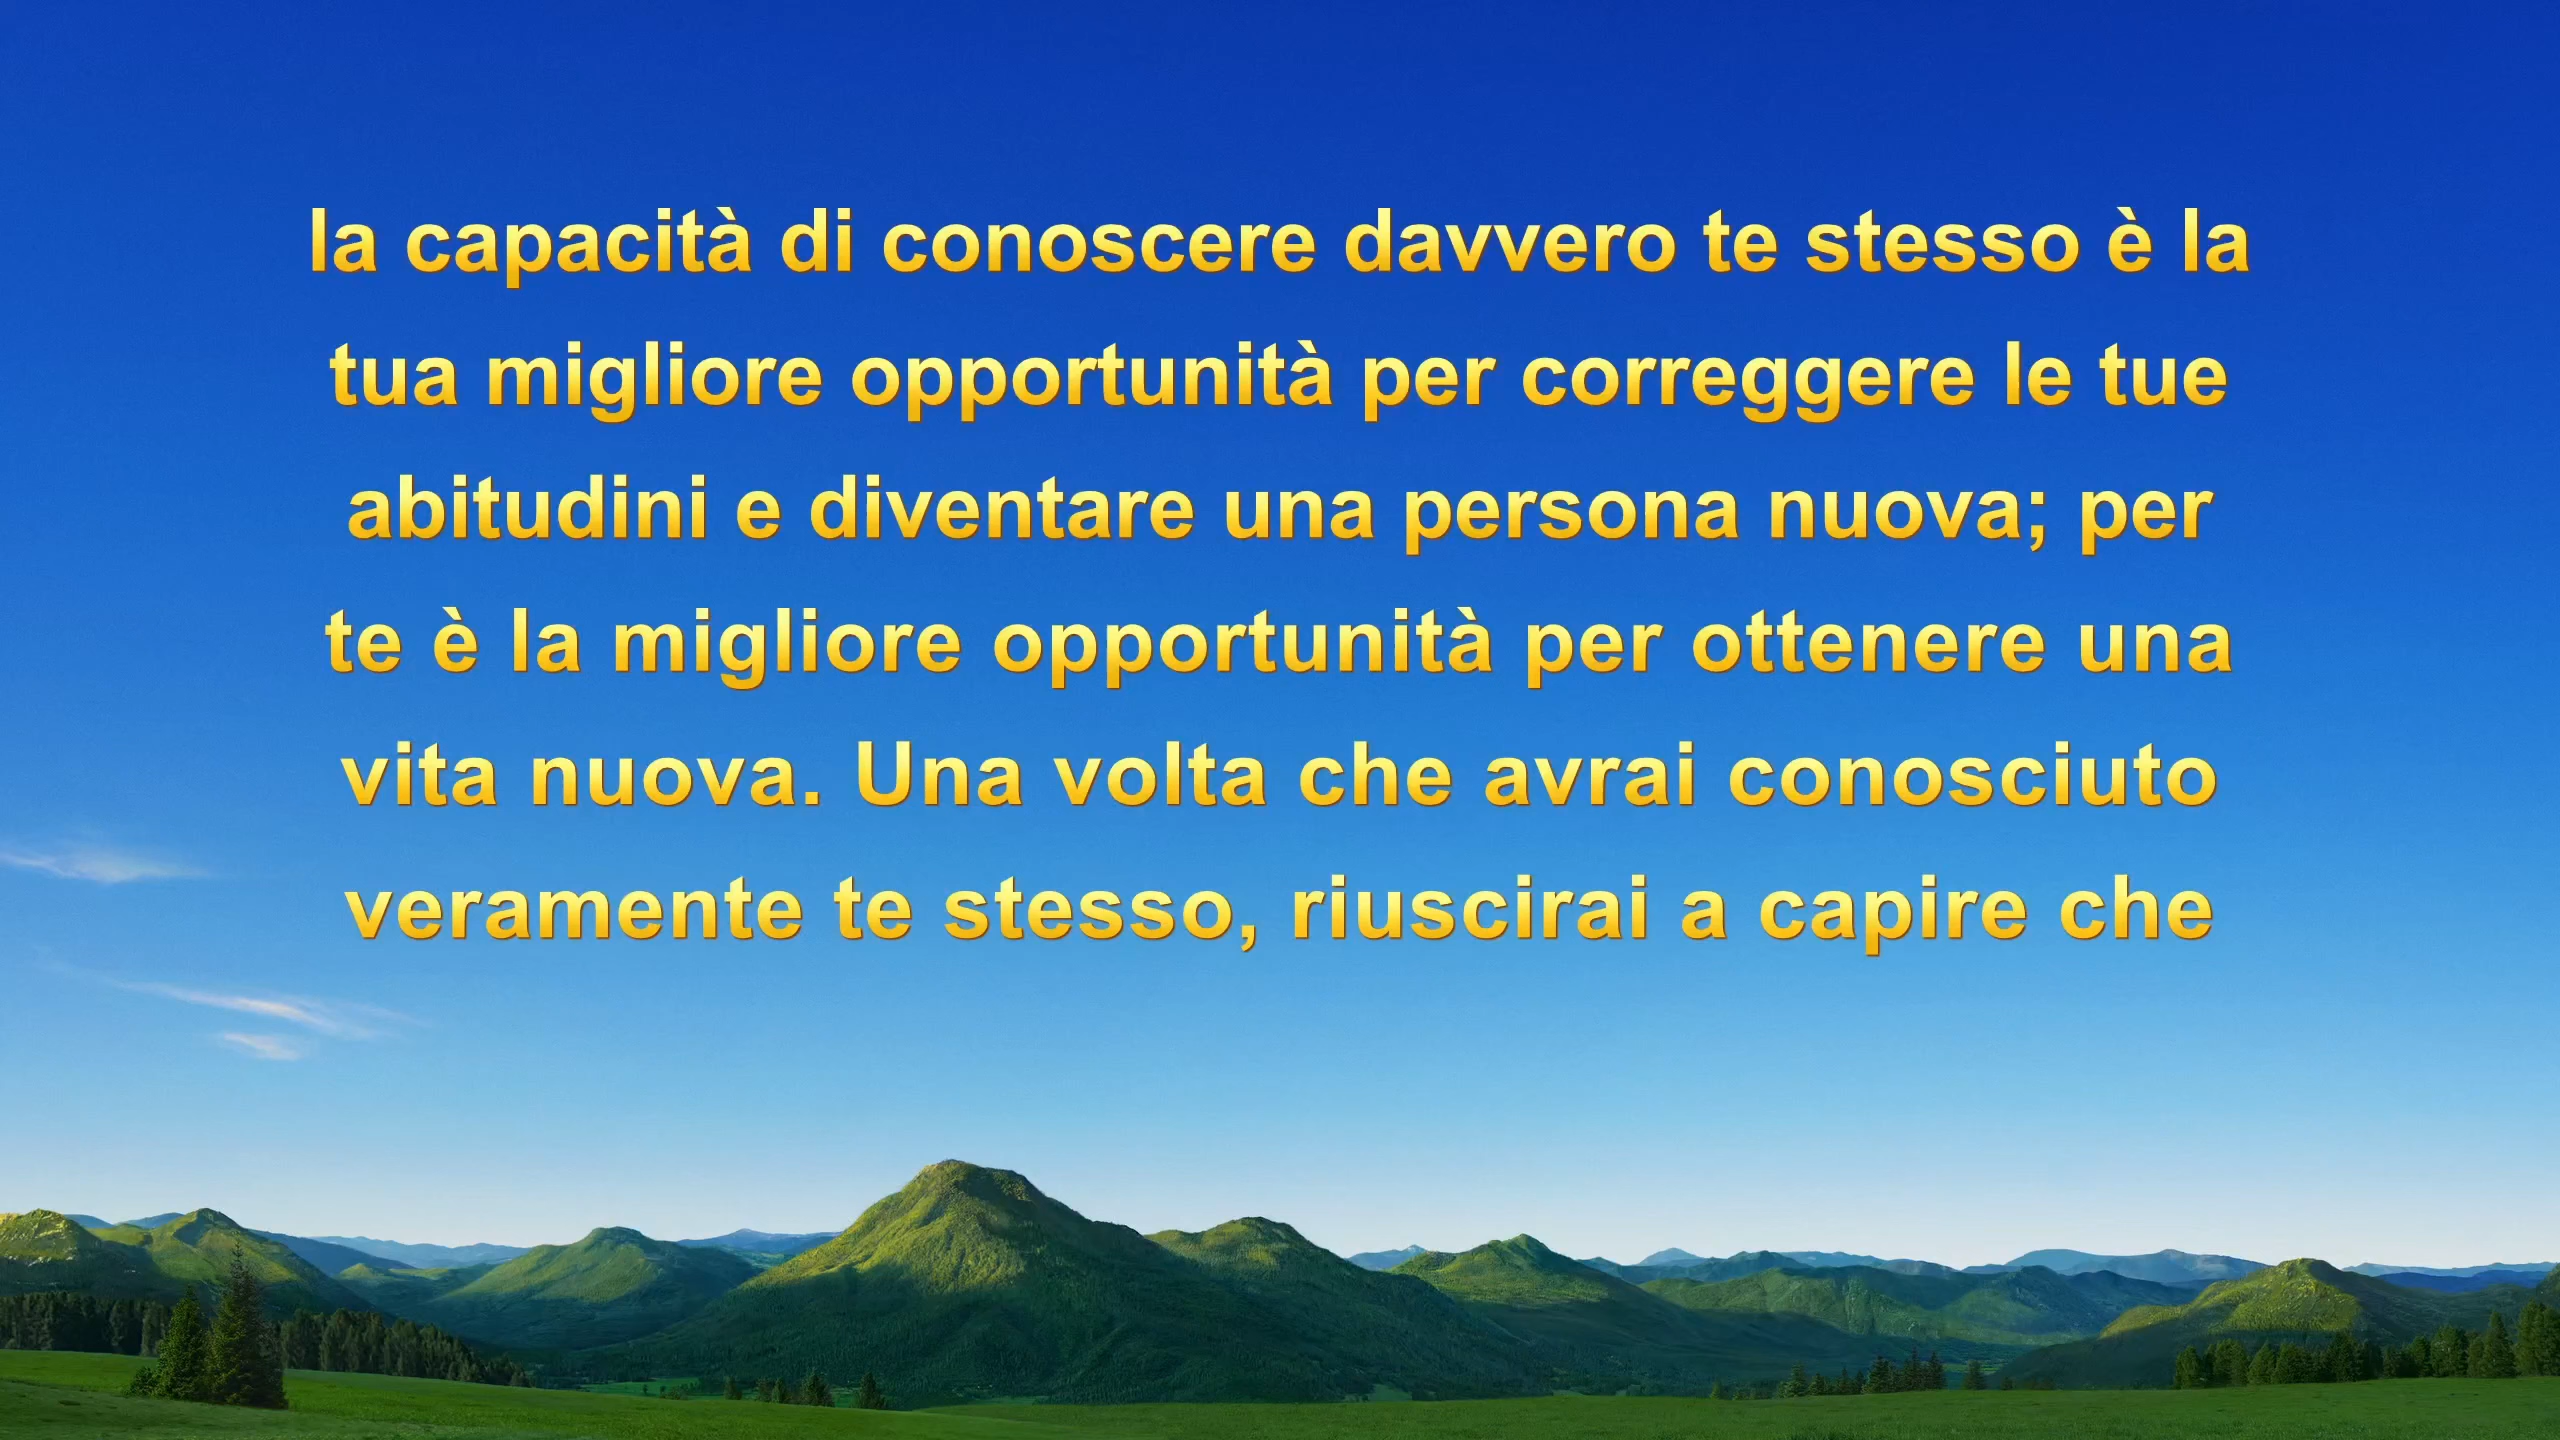 la capacità di conoscere davvero te stesso è la
tua migliore opportunità per correggere le tue
abitudini e diventare una persona nuova; per
te è la migliore opportunità per ottenere una
vita nuova. Una volta che avrai conosciuto
veramente te stesso, riuscirai a capire che